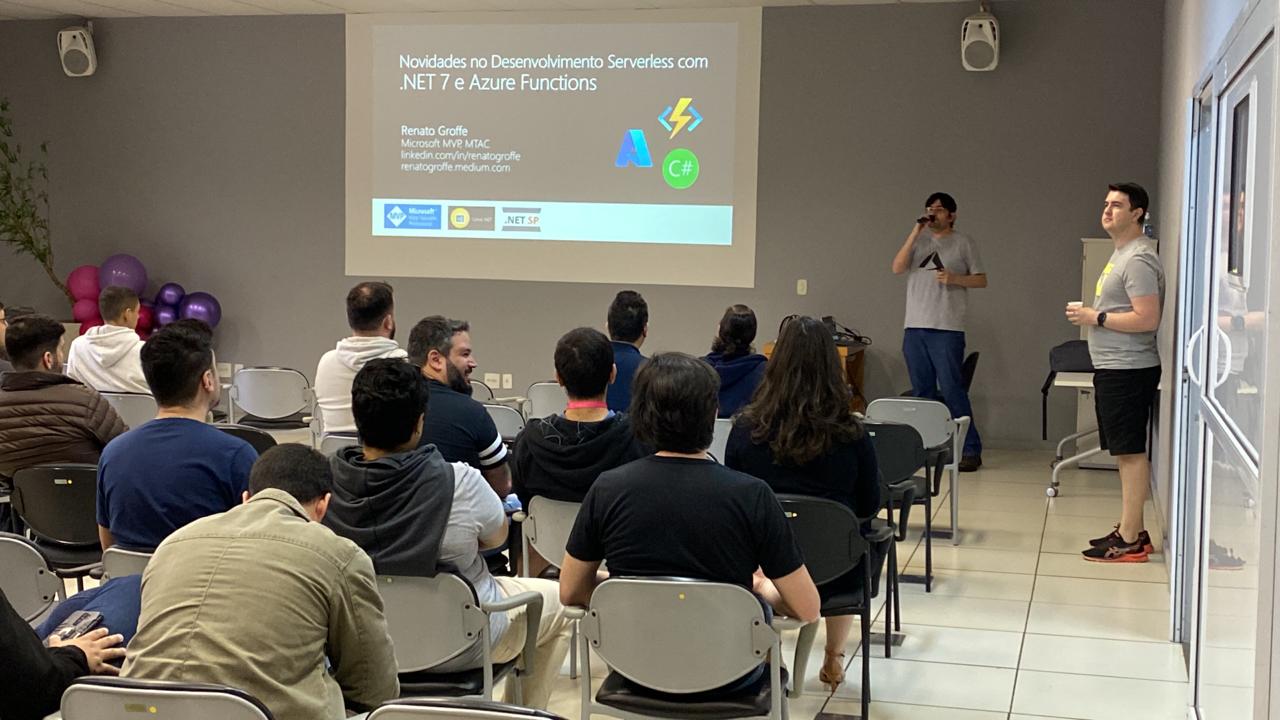 Novidades no Desenvolvimento Serverless com
.NET 7 e Azure Functions
Renato Groffe
Microsoft MVP, MTAC
linkedin.com/in/renatogroffe
renatogroffe.medium.com
C#
MVP Microsoft
.NET SP